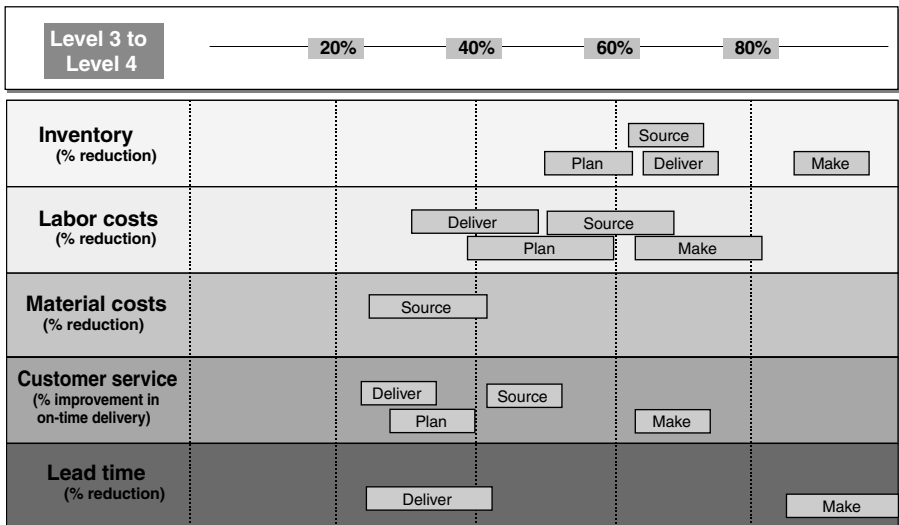 Level 3 to
Level 4
20% 40% 60% 80%
Inventory
(% reduction)
Source
Plan Deliver Make
Labor costs
(% reduction)
Deliver Source
Plan Make
Material costs
(% reduction)
Source
Customer service
(% improvement in
on-time delivery)
Deliver Source
Plan Make
Lead time
(% reduction)
Deliver Make